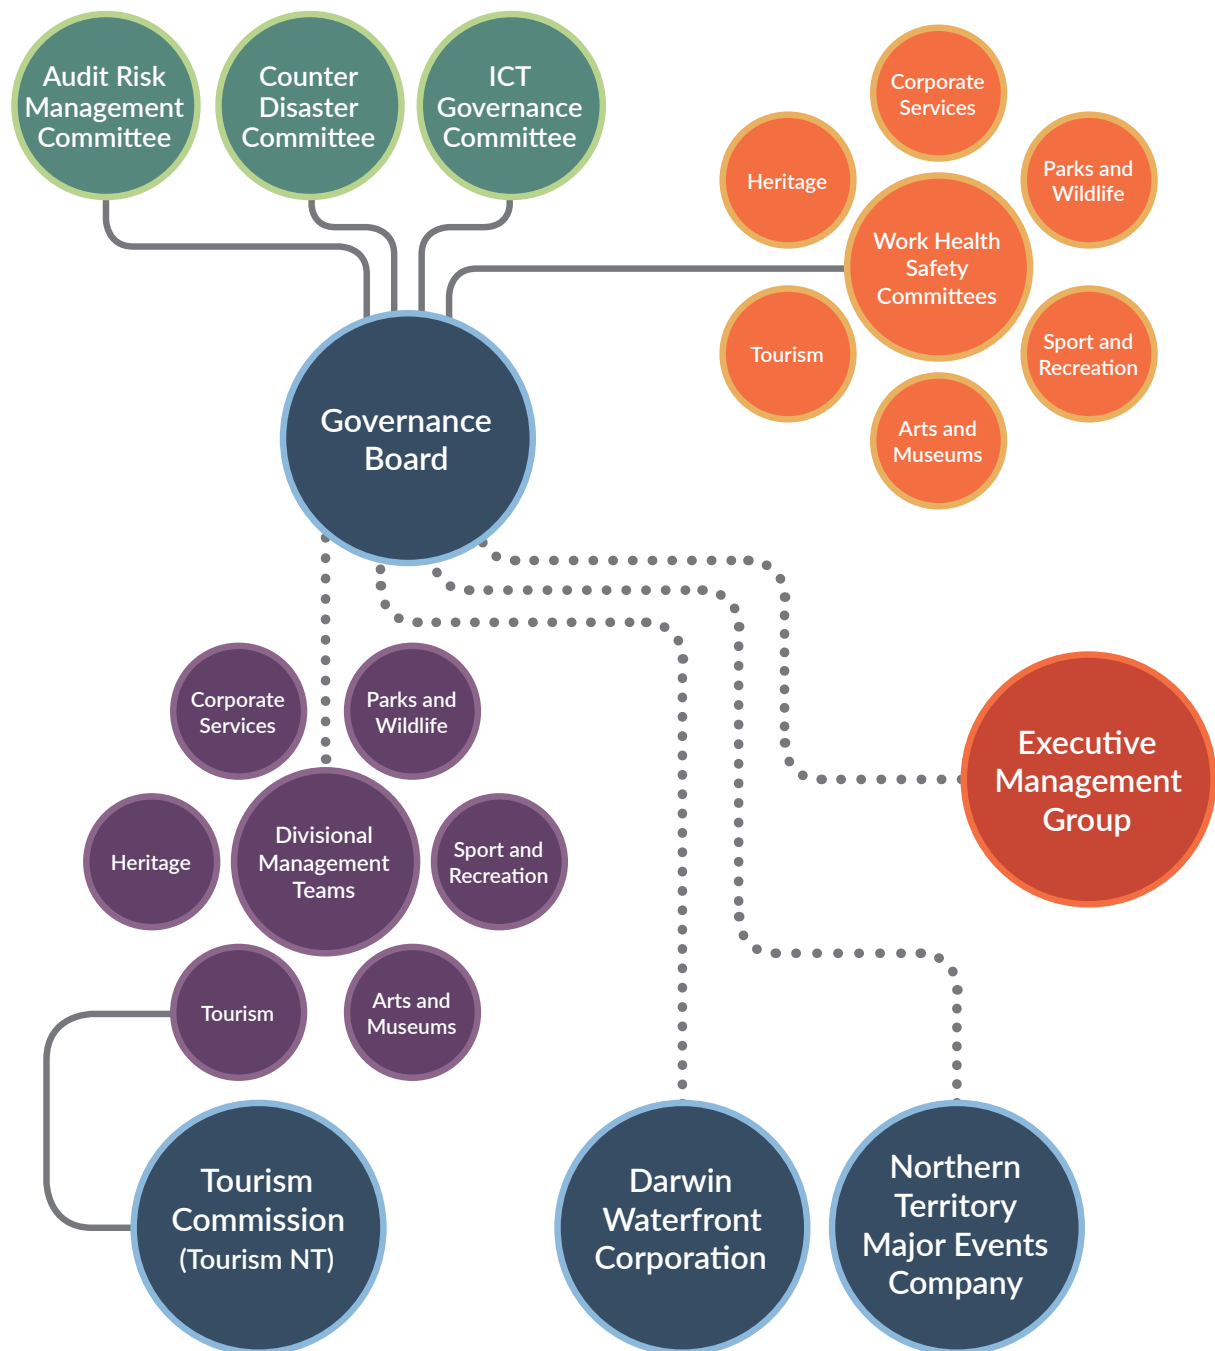 Audit Risk
Management
Committee
Counter
Disaster
Committee
ICT
Governance
Committee
Corporate
Services
Heritage
Parks and
Wildlife
Work Health
Safety
Committees
Tourism
Sport and
Recreation
Arts and
Museums
Governance
Board
Corporate
Services
Parks and
Wildlife
Heritage
Divisional
Management
Teams
Sport and
Recreation
Tourism
Arts and
Museums
Executive
Management
Group
Tourism
Commission
(Tourism NT)
Darwin
Waterfront
Corporation
Northern
Territory
Major Events
Company